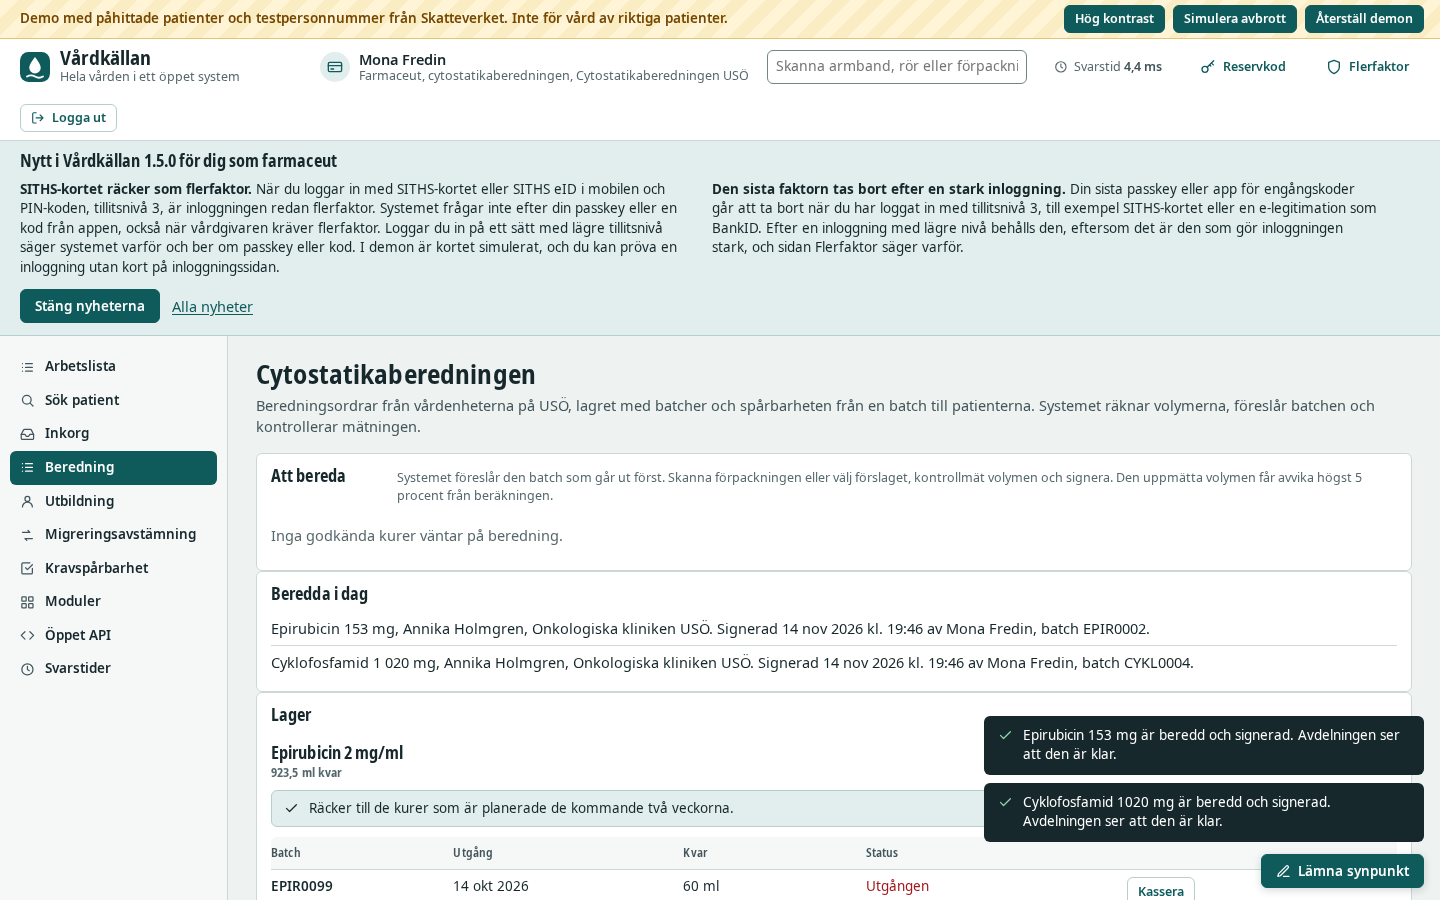 Demo med påhittade patienter och testpersonnummer från Skatteverket. Inte för vård av riktiga patienter.
Hög kontrast
Simulera avbrott
Återställ demon
Vårdkällan
Hela vården i ett öppet system
Mona Fredin
Farmaceut, cytostatikaberedningen, Cytostatikaberedningen USÖ
Skanna armband, rör eller förpackni
Svarstid 4,4 ms
Reservkod
Flerfaktor
Logga ut
Nytt i Vårdkällan 1.5.0 för dig som farmaceut
SITHS-kortet räcker som flerfaktor. När du loggar in med SITHS-kortet eller SITHS eID i mobilen och
PIN-koden, tillitsnivå 3, är inloggningen redan flerfaktor. Systemet frågar inte efter din passkey eller en
kod från appen, också när vårdgivaren kräver flerfaktor. Loggar du in på ett sätt med lägre tillitsnivå
säger systemet varför och ber om passkey eller kod. I demon är kortet simulerat, och du kan pröva en
inloggning utan kort på inloggningssidan.
Den sista faktorn tas bort efter en stark inloggning. Din sista passkey eller app för engångskoder
går att ta bort när du har loggat in med tillitsnivå 3, till exempel SITHS-kortet eller en e-legitimation som
BankID. Efter en inloggning med lägre nivå behålls den, eftersom det är den som gör inloggningen
stark, och sidan Flerfaktor säger varför.
Stäng nyheterna
Alla nyheter
Arbetslista
Sök patient
Inkorg
Beredning
Utbildning
Migreringsavstämning
Kravspårbarhet
Moduler
Öppet API
Svarstider
Cytostatikaberedningen
Beredningsordrar från vårdenheterna på USÖ, lagret med batcher och spårbarheten från en batch till patienterna. Systemet räknar volymerna, föreslår batchen och
kontrollerar mätningen.
Att bereda
Systemet föreslår den batch som går ut först. Skanna förpackningen eller välj förslaget, kontrollmät volymen och signera. Den uppmätta volymen får avvika högst 5
procent från beräkningen.
Inga godkända kurer väntar på beredning.
Beredda i dag
Epirubicin 153 mg, Annika Holmgren, Onkologiska kliniken USÖ. Signerad 14 nov 2026 kl. 19:46 av Mona Fredin, batch EPIR0002.
Cyklofosfamid 1 020 mg, Annika Holmgren, Onkologiska kliniken USÖ. Signerad 14 nov 2026 kl. 19:46 av Mona Fredin, batch CYKL0004.
Lager
Epirubicin 2 mg/ml
923,5 ml kvar
Räcker till de kurer som är planerade de kommande två veckorna.
Batch
Utgång
Kvar
Status
EPIR0099
14 okt 2026
60 ml
Utgången
Kassera
Epirubicin 153 mg är beredd och signerad. Avdelningen ser
att den är klar.
Cyklofosfamid 1020 mg är beredd och signerad.
Avdelningen ser att den är klar.
Lämna synpunkt